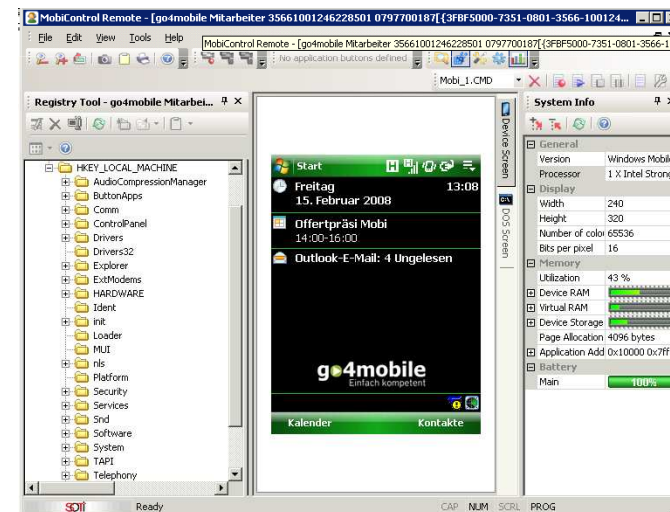 MobiControl Remote - [go4mobile Mitarbeiter 35661001246228501 0797700187[{3FBF5000-7351-0801-3566-100124...
File Edit View Tools Help
MobiControl Remote - [go4mobile Mitarbeiter 35661001246228501 0797700187[{3FBF5000-7351-0801-3566-1
No application buttons defined
Mobi_1.CMD
Registry Tool - go4mobile Mitarbei...
HKEY_LOCAL_MACHINE
AudioCompressionManager
ButtonApps
Comm
ControlPanel
Drivers
Drivers32
Explorer
ExtModems
HARDWARE
Ident
init
Loader
MUI
nls
Platform
Security
Services
Snd
Software
System
TAPI
Telephony
Start
Freitag 13:08
15. Februar 2008
Offertpräsi Mobi
14:00-16:00
Outlook-E-Mail: 4 Ungelesen
go4mobile
Einfach kompetent
Kalender Kontakte
Device Screen
DOS Screen
System Info
General
Version Windows Mobil
Processor 1 X Intel Strong
Display
Width 240
Height 320
Number of color 65536
Bits per pixel 16
Memory
Utilization 43 %
Device RAM
Virtual RAM
Device Storage
Page Allocation 4096 bytes
Application Add 0x10000 0x7ff
Battery
Main 100%
SOTI Ready CAP NUM SCRL PROG